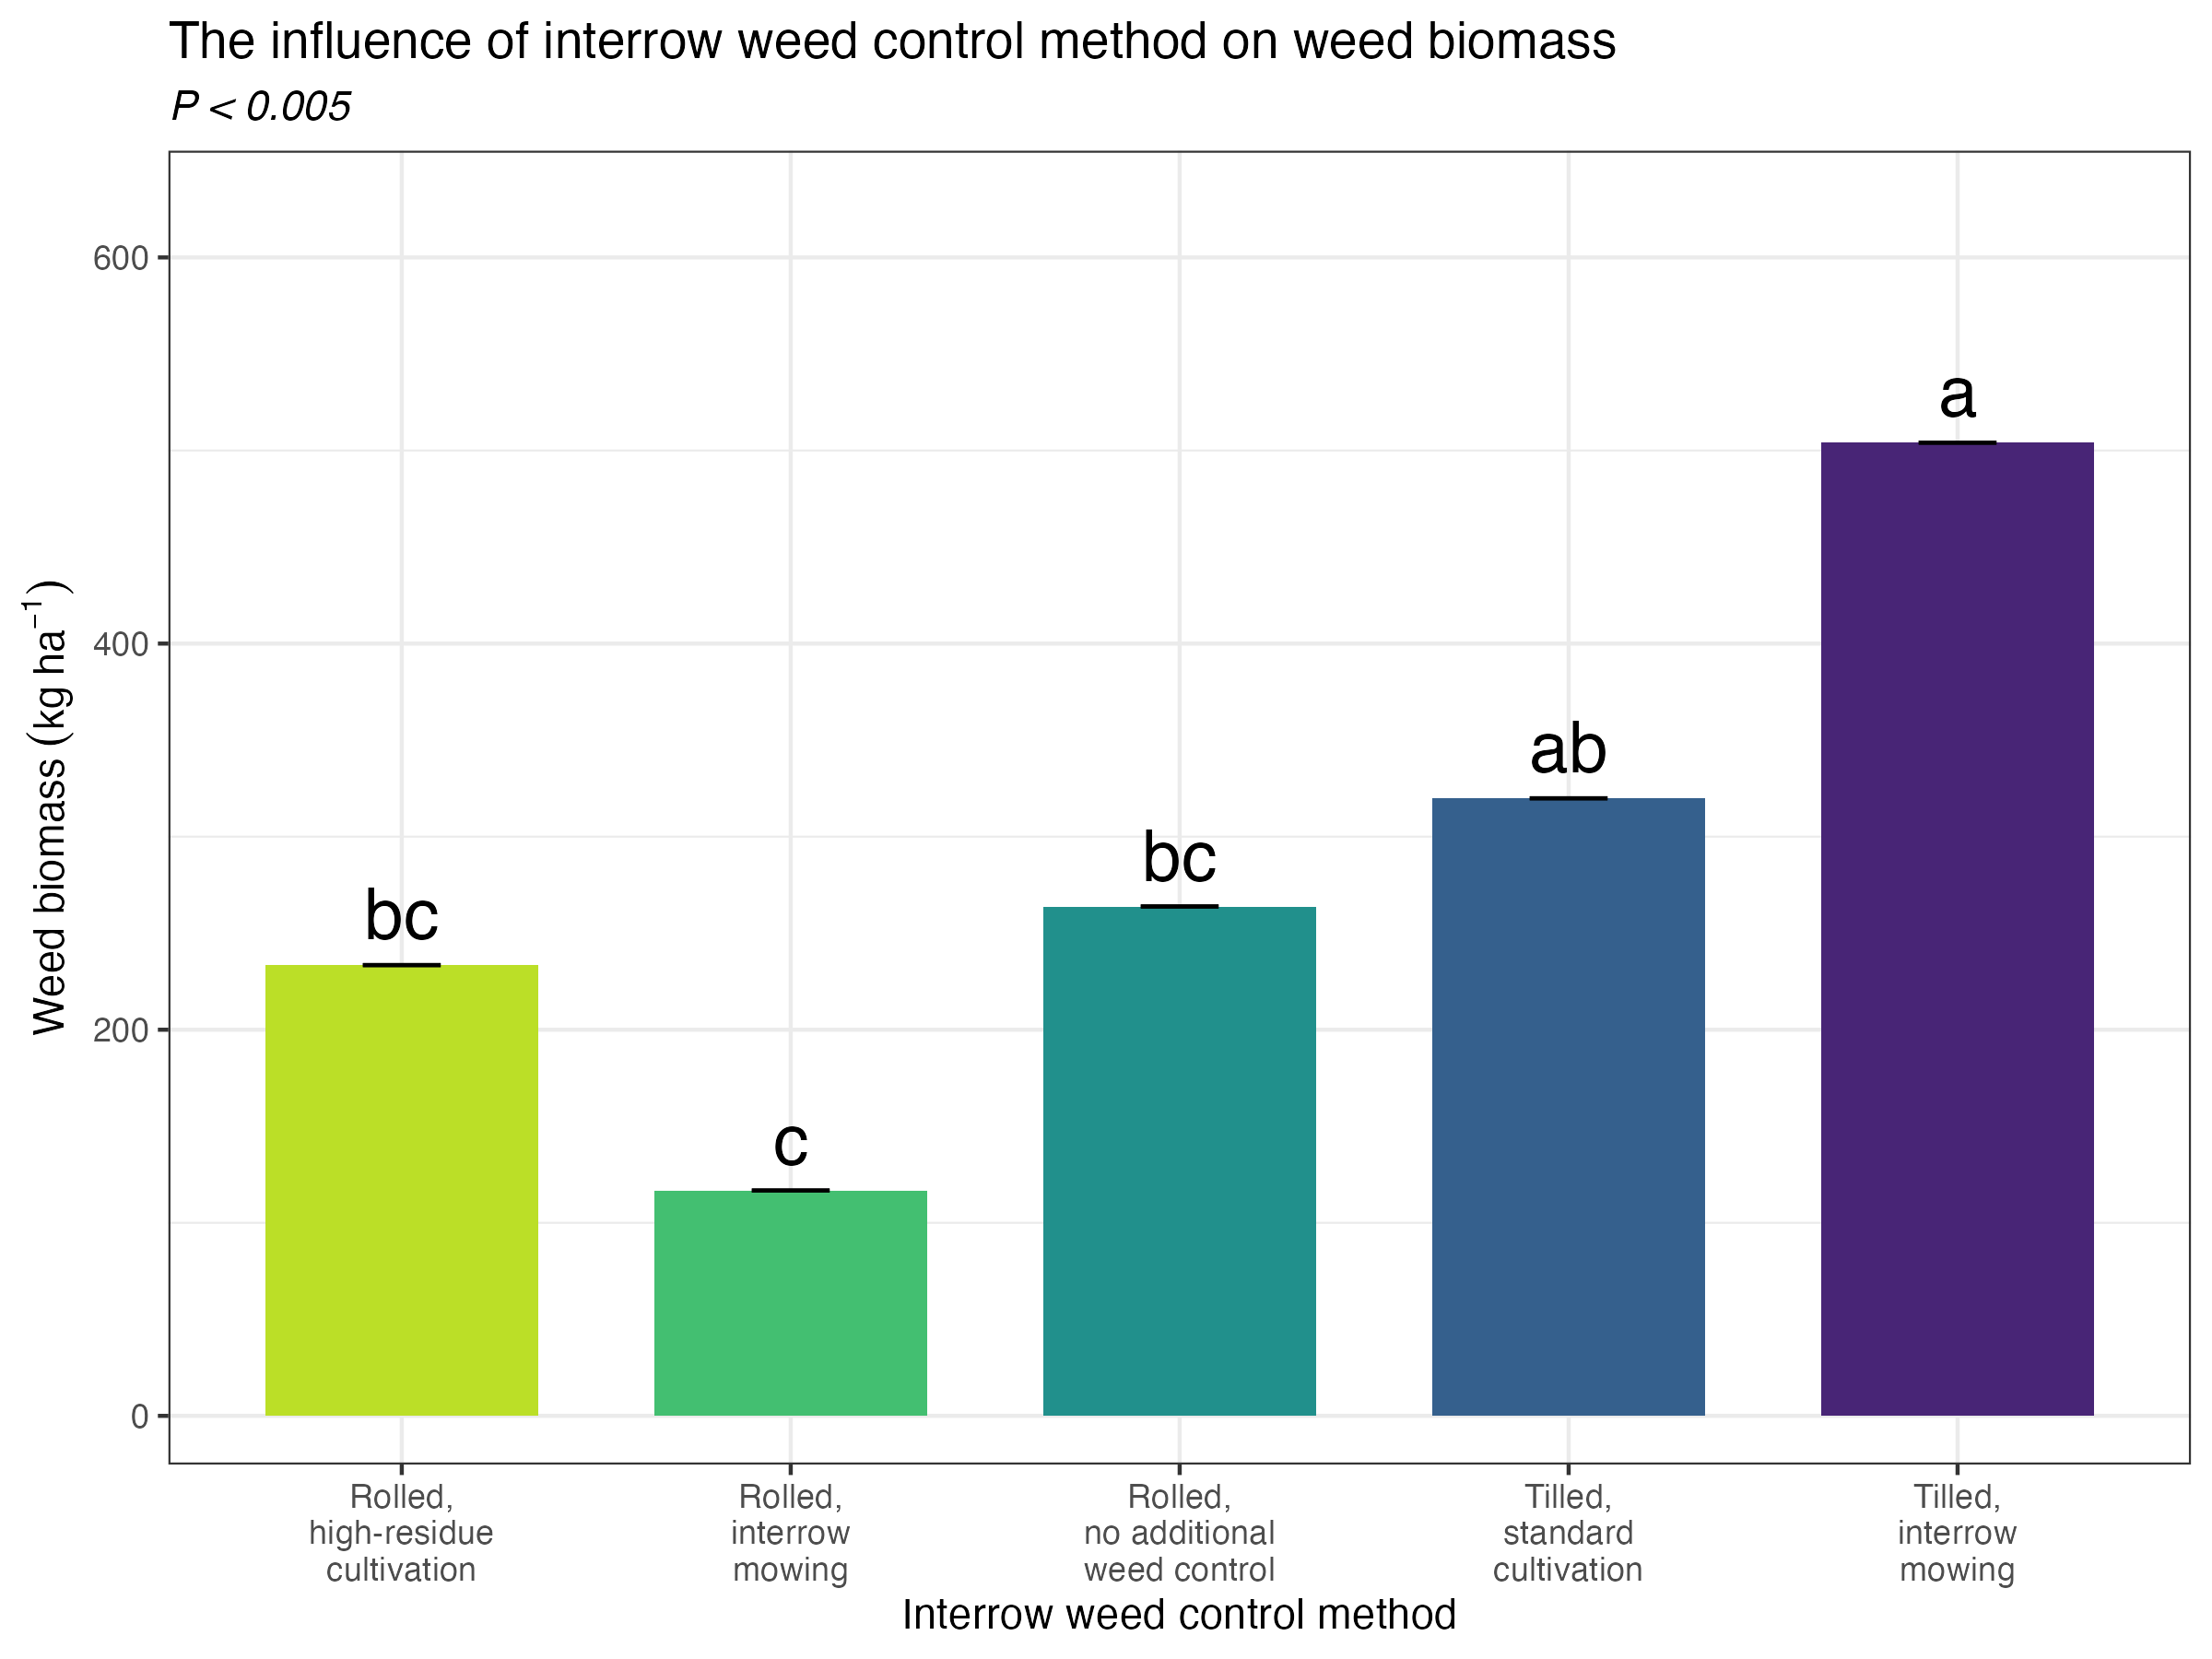 The influence of interrow weed control method on weed biomass
P < 0.005
Weed biomass (kg ha⁻¹)
600
400
200
0
bc
c
bc
ab
a
Rolled,
high-residue
cultivation
Rolled,
interrow
mowing
Rolled,
no additional
weed control
Tilled,
standard
cultivation
Tilled,
interrow
mowing
Interrow weed control method